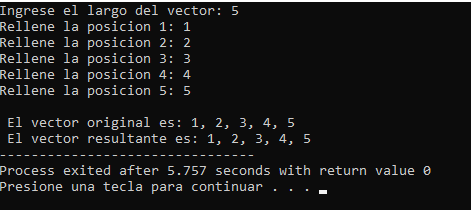 Ingrese el largo del vector: 5
Rellene la posicion 1: 1
Rellene la posicion 2: 2
Rellene la posicion 3: 3
Rellene la posicion 4: 4
Rellene la posicion 5: 5

 El vector original es: 1, 2, 3, 4, 5
 El vector resultante es: 1, 2, 3, 4, 5
--------------------------------
Process exited after 5.757 seconds with return value 0
Presione una tecla para continuar . . .